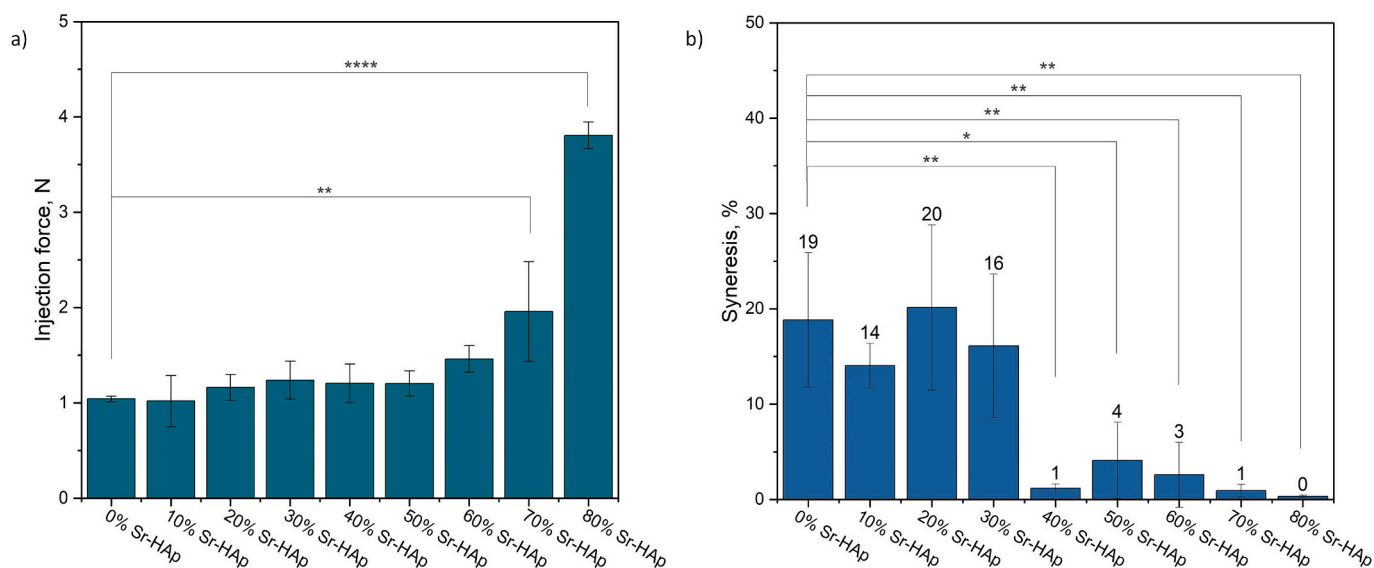 a)
Injection force, N
5
4
3
2
1
0
****
**
0% Sr-HAp
10% Sr-HAp
20% Sr-HAp
30% Sr-HAp
40% Sr-HAp
50% Sr-HAp
60% Sr-HAp
70% Sr-HAp
80% Sr-HAp
b)
Syneresis, %
50
40
30
20
10
0
**
**
**
*
**
19
14
20
16
1
4
3
1
0
0% Sr-HAp
10% Sr-HAp
20% Sr-HAp
30% Sr-HAp
40% Sr-HAp
50% Sr-HAp
60% Sr-HAp
70% Sr-HAp
80% Sr-HAp